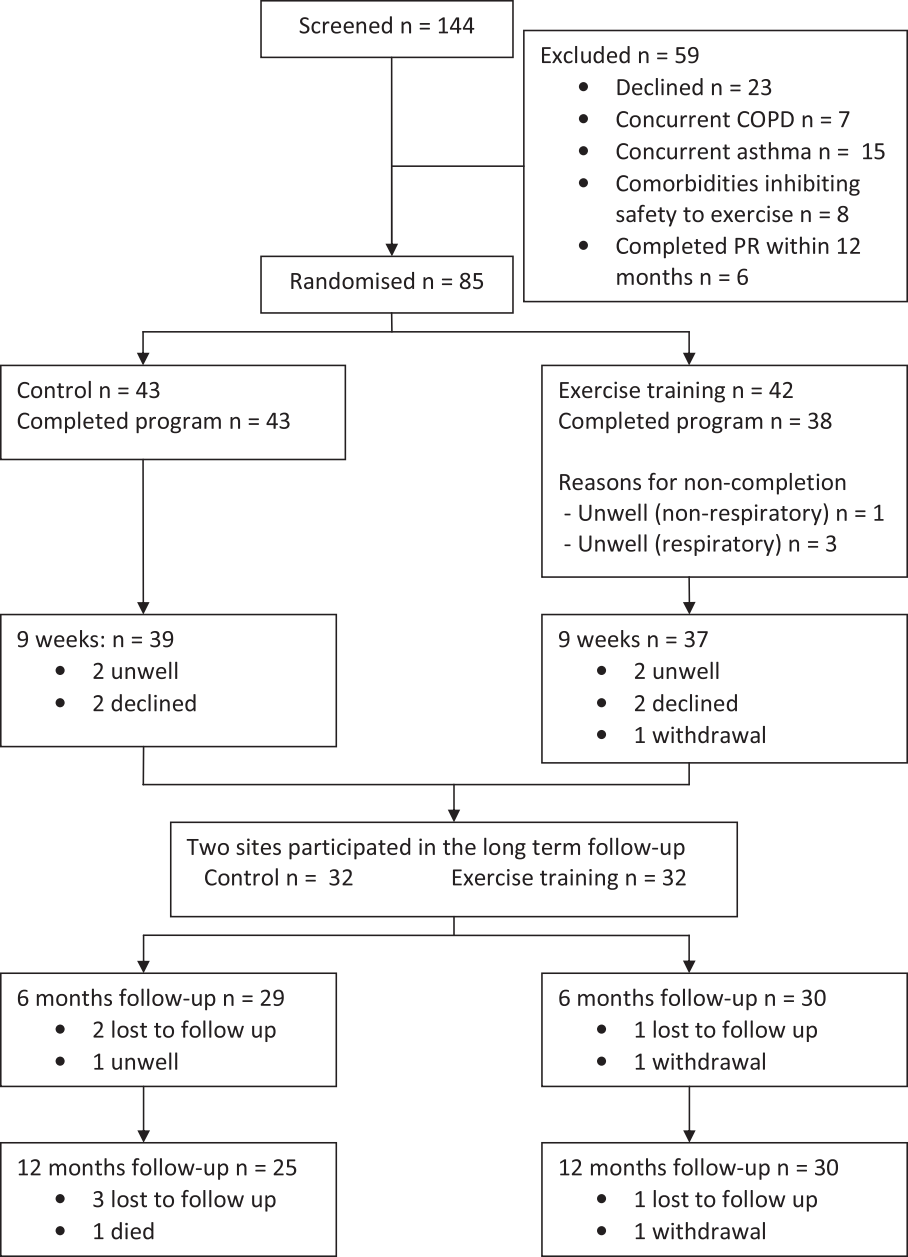 Screened n = 144
Excluded n = 59
• Declined n = 23
• Concurrent COPD n = 7
• Concurrent asthma n =  15
• Comorbidities inhibiting
safety to exercise n = 8
• Completed PR within 12
months n = 6
Randomised n = 85
Control n = 43
Completed program n = 43
Exercise training n = 42
Completed program n = 38
Reasons for non-completion
- Unwell (non-respiratory) n = 1
- Unwell (respiratory) n = 3
9 weeks: n = 39
• 2 unwell
• 2 declined
9 weeks n = 37
• 2 unwell
• 2 declined
• 1 withdrawal
Two sites participated in the long term follow-up
Control n =  32 Exercise training n = 32
6 months follow-up n = 29
• 2 lost to follow up
• 1 unwell
6 months follow-up n = 30
• 1 lost to follow up
• 1 withdrawal
12 months follow-up n = 25
• 3 lost to follow up
• 1 died
12 months follow-up n = 30
• 1 lost to follow up
• 1 withdrawal